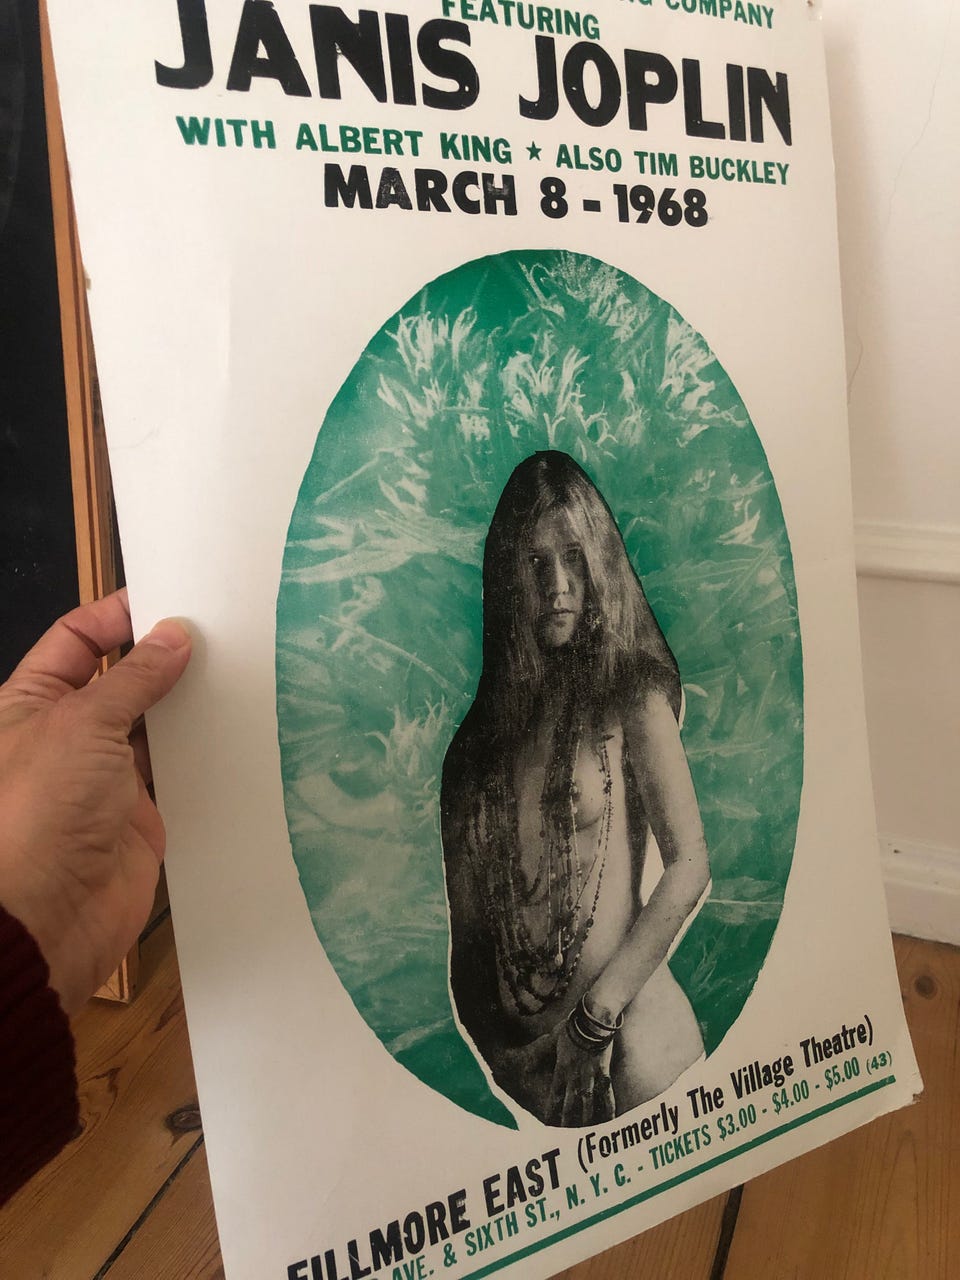 COMPANY
FEATURING
JANIS JOPLIN
WITH ALBERT KING ★ ALSO TIM BUCKLEY
MARCH 8 - 1968
FILLMORE EAST (Formerly The Village Theatre)
AVE. & SIXTH ST., N. Y. C. - TICKETS $3.00 - $4.00 - $5.00 (43)